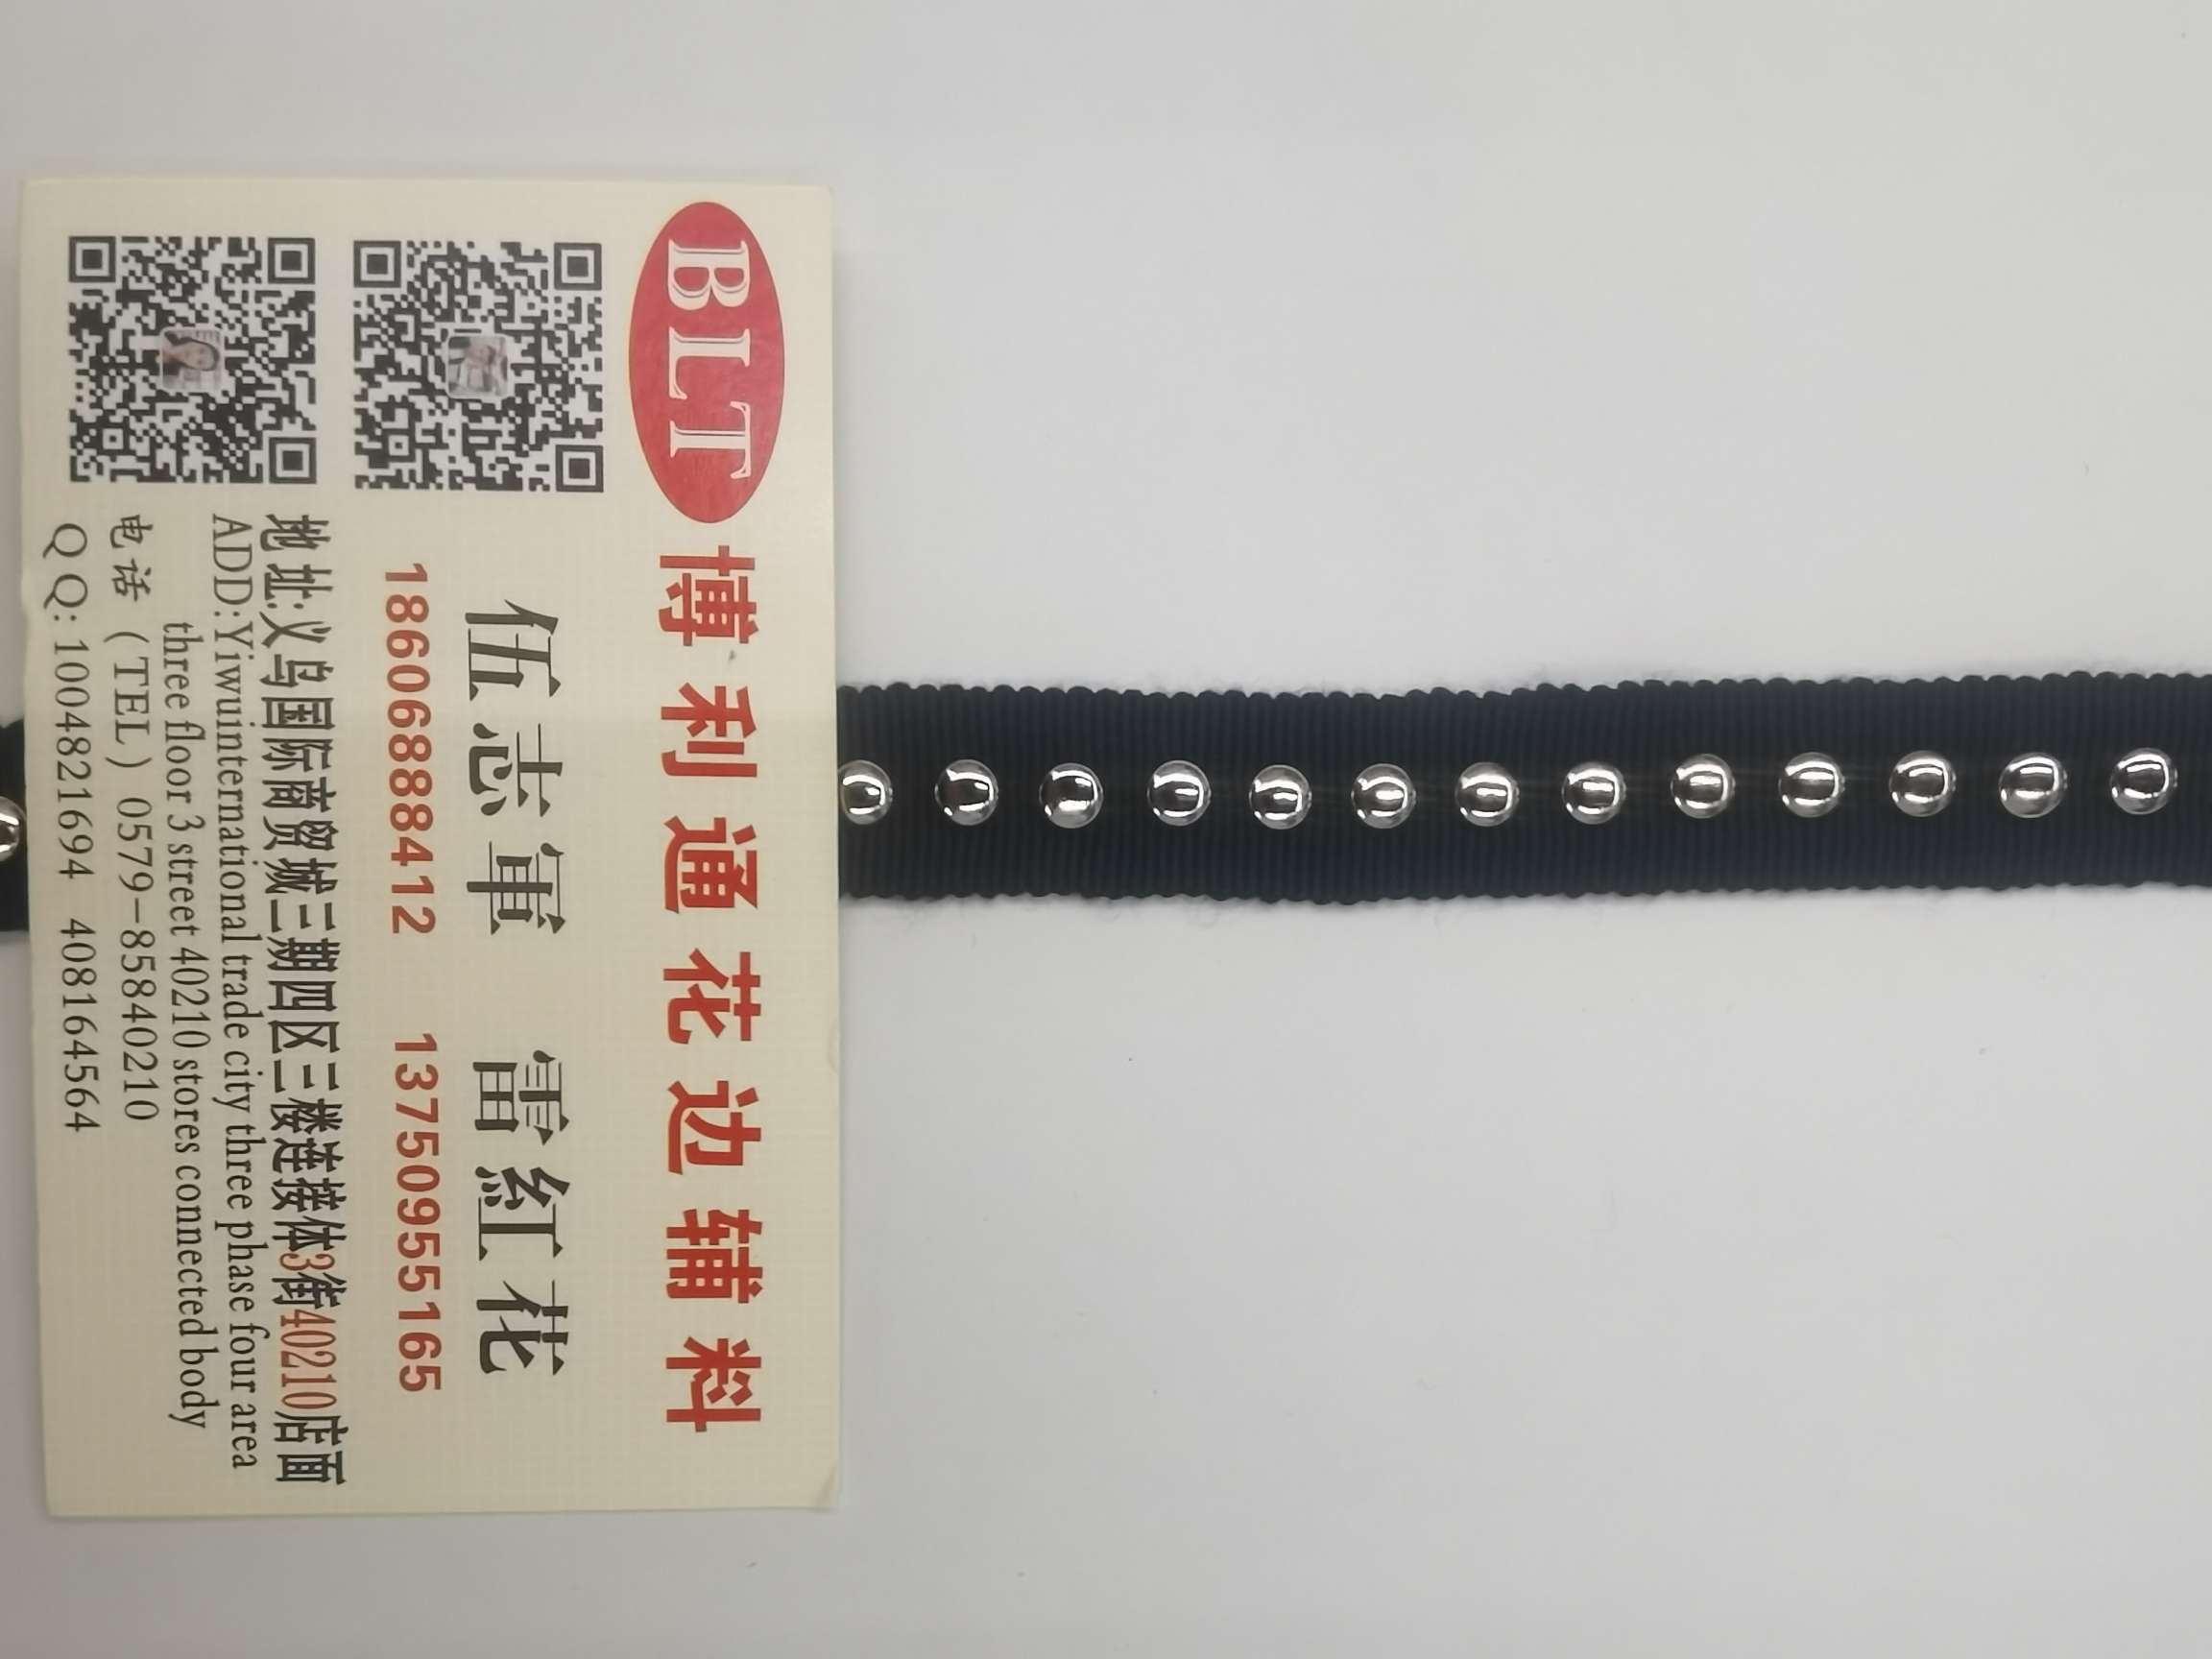 BLT 博利通花边辅料
伍志軍 雷紅花
18606888412 13750955165
地址:义乌国际商贸城三期四区三楼连接体3街40210店面
ADD:Yiwuinternational trade city three phase four area
three floor 3 street 40210 stores connected body
电话（TEL）0579-85840210
QQ:1004821694 408164564